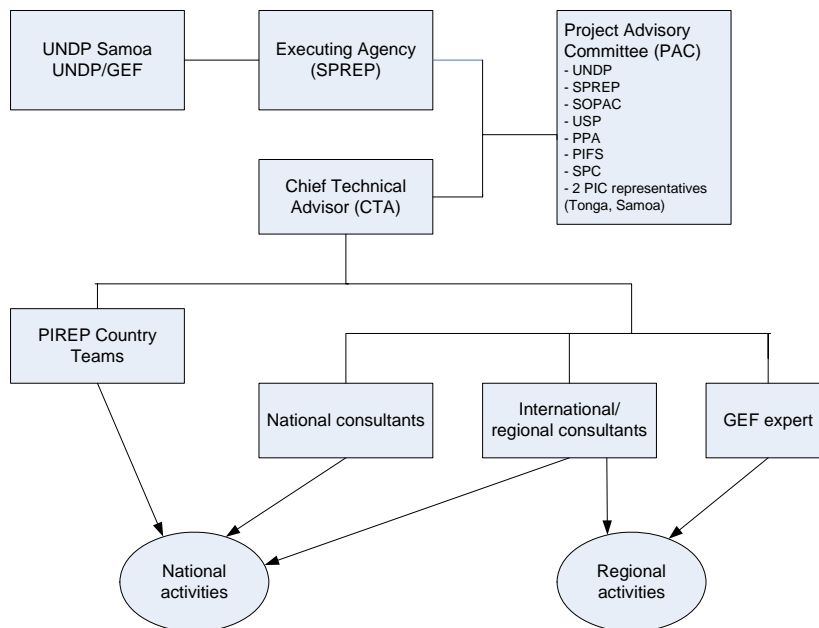 UNDP Samoa
UNDP/GEF
Executing Agency
(SPREP)
Project Advisory
Committee (PAC)
- UNDP
- SPREP
- SOPAC
- USP
- PPA
- PIFS
- SPC
- 2 PIC representatives
(Tonga, Samoa)
Chief Technical
Advisor (CTA)
PIREP Country
Teams
National consultants
International/
regional consultants
GEF expert
National
activities
Regional
activities